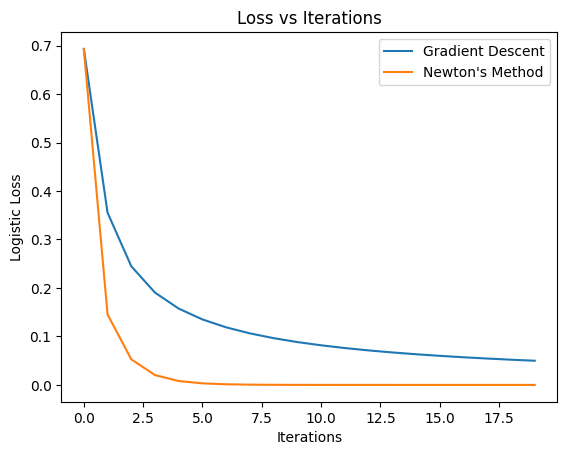 Loss vs Iterations
Gradient Descent
Newton's Method
Logistic Loss
0.7
0.6
0.5
0.4
0.3
0.2
0.1
0.0
0.0 2.5 5.0 7.5 10.0 12.5 15.0 17.5
Iterations